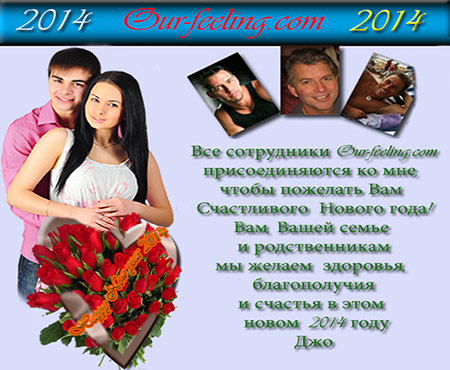 2014 Our-feeling.com 2014
Все сотрудники Our-feeling.com
присоединяются ко мне
чтобы пожелать Вам
Счастливого Нового года!
Вам Вашей семье
и родственникам
мы желаем здоровья
благополучия
и счастья в этом
новом 2014 году
Джо